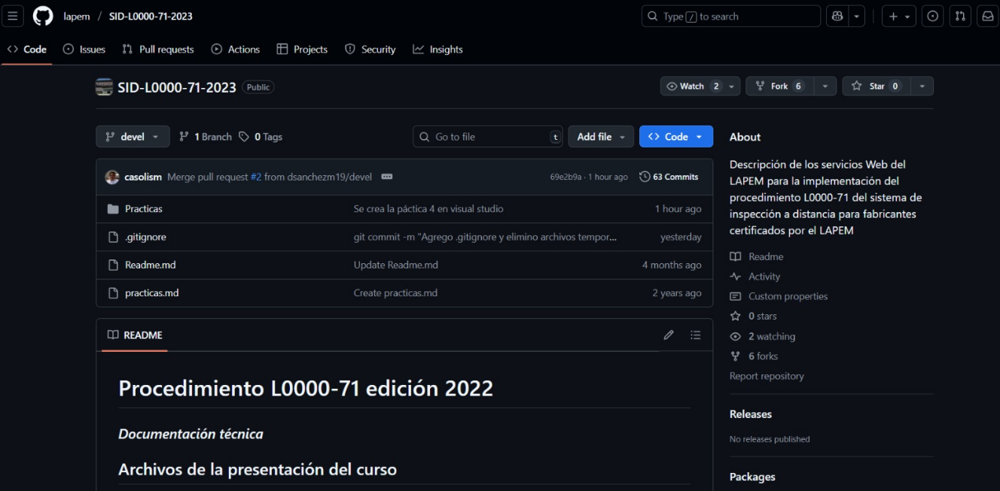 lapem / SID-L0000-71-2023
Type / to search
Code Issues Pull requests Actions Projects Security Insights
SID-L0000-71-2023 Public
Watch 2 Fork 6 Star 0
devel 1 Branch 0 Tags
Go to file t Add file Code
casolism Merge pull request #2 from dsanchezm19/devel 69e2b9a · 1 hour ago 63 Commits
Practicas Se crea la páctica 4 en visual studio 1 hour ago
.gitignore git commit -m "Agrego .gitignore y elimino archivos tempor... yesterday
Readme.md Update Readme.md 4 months ago
practicas.md Create practicas.md 2 years ago
README
Procedimiento L0000-71 edición 2022
Documentación técnica
Archivos de la presentación del curso
About
Descripción de los servicios Web del
LAPEM para la implementación del
procedimiento L0000-71 del sistema de
inspección a distancia para fabricantes
certificados por el LAPEM
Readme
Activity
Custom properties
0 stars
2 watching
6 forks
Report repository
Releases
No releases published
Packages